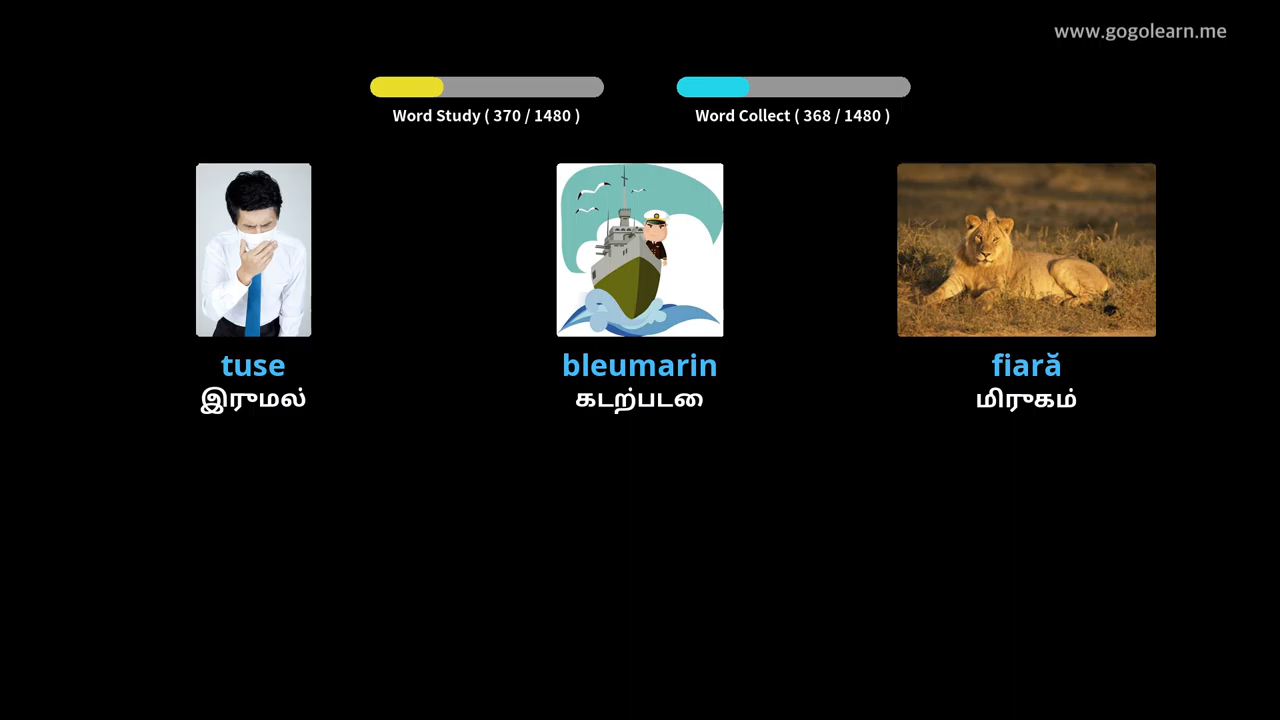 www.gogolearn.me
Word Study ( 370 / 1480 )
Word Collect ( 368 / 1480 )
tuse
bleumarin
fiară
இருமல்
கடற்படை
மிருகம்